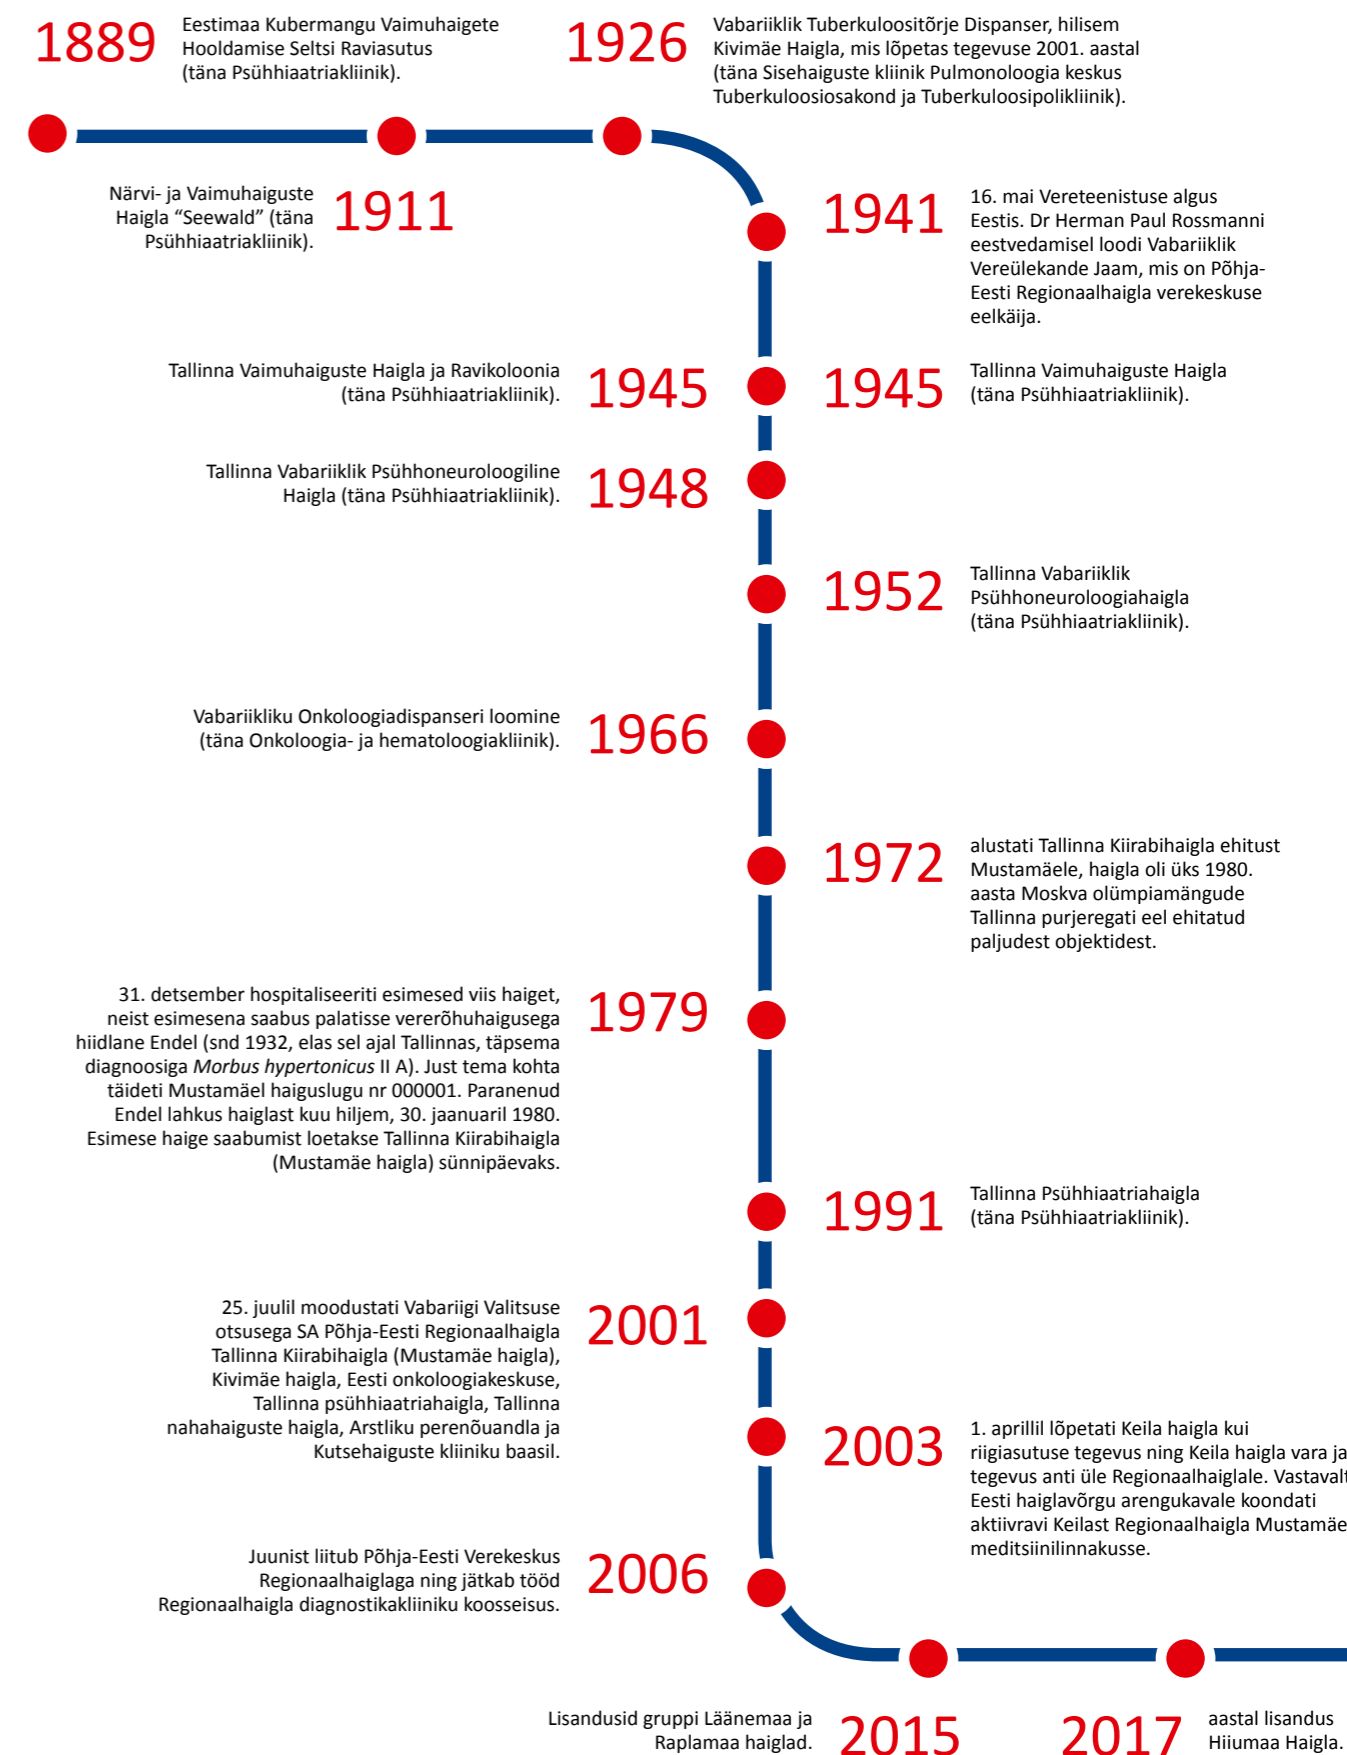 1889
Eestimaa Kubermangu Vaimuhaigete
Hooldamise Seltsi Raviasutus
(täna Psühhiaatriakliinik).
1926
Vabariiklik Tuberkuloositõrje Dispanser, hilisem
Kivimäe Haigla, mis lõpetas tegevuse 2001. aastal
(täna Sisehaiguste kliinik Pulmonoloogia keskus
Tuberkuloosiosakond ja Tuberkuloosipolikliinik).
Närvi- ja Vaimuhaiguste
Haigla “Seewald” (täna
Psühhiaatriakliinik).
1911
1941
16. mai Vereteenistuse algus
Eestis. Dr Herman Paul Rossmanni
eestvedamisel loodi Vabariiklik
Vereülekande Jaam, mis on Põhja-
Eesti Regionaalhaigla verekeskuse
eelkäija.
Tallinna Vaimuhaiguste Haigla ja Ravikoloonia
(täna Psühhiaatriakliinik).
1945
1945
Tallinna Vaimuhaiguste Haigla
(täna Psühhiaatriakliinik).
Tallinna Vabariiklik Psühhoneuroloogiline
Haigla (täna Psühhiaatriakliinik).
1948
1952
Tallinna Vabariiklik
Psühhoneuroloogiahaigla
(täna Psühhiaatriakliinik).
Vabariikliku Onkoloogiadispanseri loomine
(täna Onkoloogia- ja hematoloogiakliinik).
1966
1972
alustati Tallinna Kiirabihaigla ehitust
Mustamäele, haigla oli üks 1980.
aasta Moskva olümpiamängude
Tallinna purjeregati eel ehitatud
paljudest objektidest.
31. detsember hospitaliseeriti esimesed viis haiget,
neist esimesena saabus palatisse vererõhuhaigusega
hiidlane Endel (snd 1932, elas sel ajal Tallinnas, täpsema
diagnoosiga Morbus hypertonicus II A). Just tema kohta
täideti Mustamäel haiguslugu nr 000001. Paranenud
Endel lahkus haiglast kuu hiljem, 30. jaanuaril 1980.
Esimese haige saabumist loetakse Tallinna Kiirabihaigla
(Mustamäe haigla) sünnipäevaks.
1979
1991
Tallinna Psühhiaatriahaigla
(täna Psühhiaatriakliinik).
25. juulil moodustati Vabariigi Valitsuse
otsusega SA Põhja-Eesti Regionaalhaigla
Tallinna Kiirabihaigla (Mustamäe haigla),
Kivimäe haigla, Eesti onkoloogiakeskuse,
Tallinna psühhiaatriahaigla, Tallinna
nahahaiguste haigla, Arstliku perenõuandla ja
Kutsehaiguste kliiniku baasil.
2001
2003
1. aprillil lõpetati Keila haigla kui
riigiasutuse tegevus ning Keila haigla vara ja
tegevus anti üle Regionaalhaiglale. Vastavalt
Eesti haiglavõrgu arengukavale koondati
aktiivravi Keilast Regionaalhaigla Mustamäe
meditsiinilinnakusse.
Juunist liitub Põhja-Eesti Verekeskus
Regionaalhaiglaga ning jätkab tööd
Regionaalhaigla diagnostikakliiniku koosseisus.
2006
Lisandusid gruppi Läänemaa ja
Raplamaa haiglad.
2015
2017
aastal lisandus
Hiiumaa Haigla.